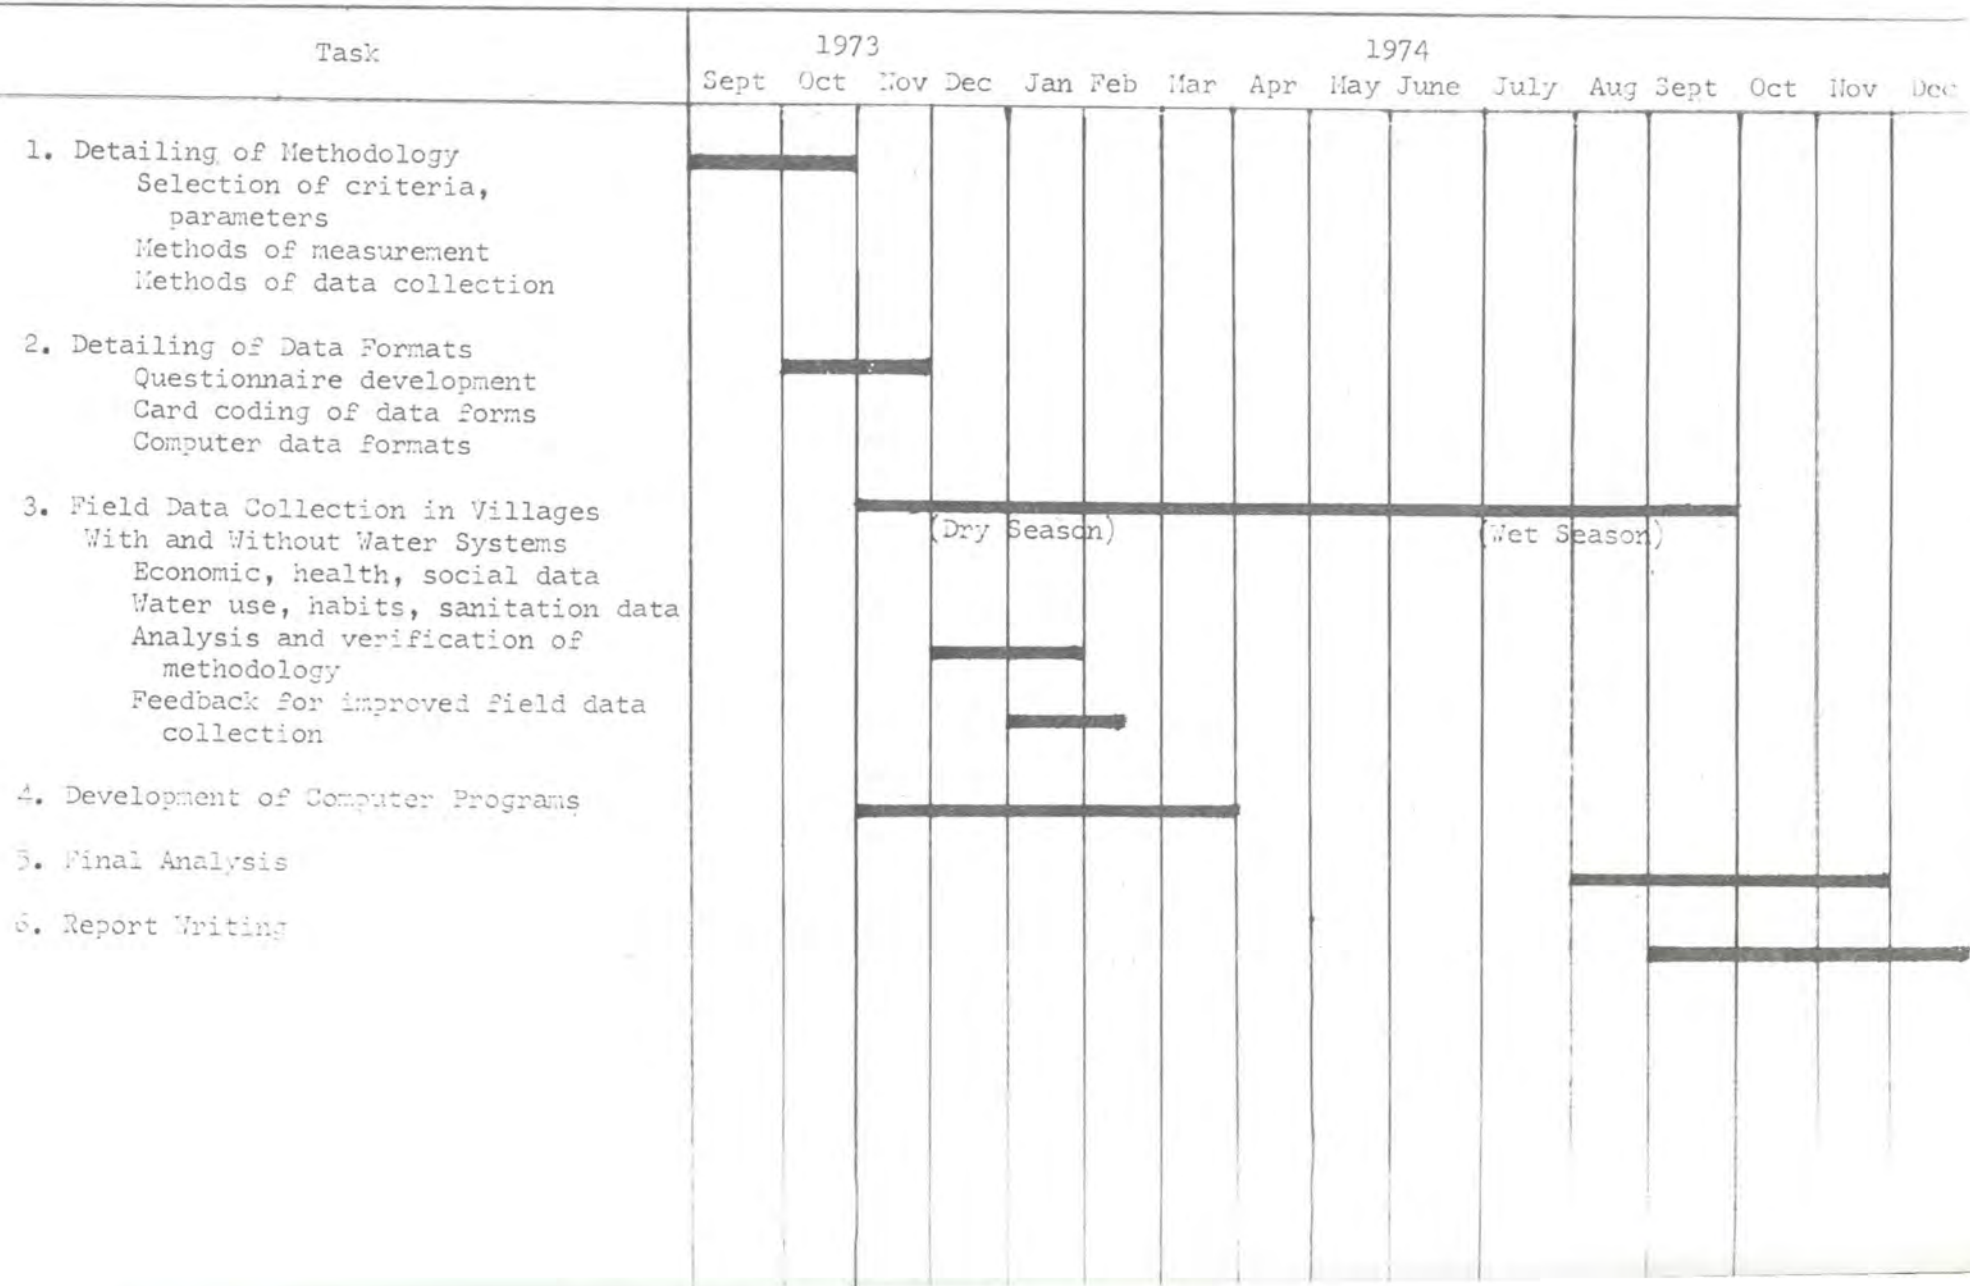 Task
1973
1974
Sept Oct Nov Dec Jan Feb Mar Apr May June July Aug Sept Oct Nov Dec
1. Detailing of Methodology
Selection of criteria,
parameters
Methods of measurement
Methods of data collection
2. Detailing of Data Formats
Questionnaire development
Card coding of data forms
Computer data formats
3. Field Data Collection in Villages
With and Without Water Systems
(Dry Season)
(Wet Season)
Economic, health, social data
Water use, habits, sanitation data
Analysis and verification of
methodology
Feedback for improved field data
collection
4. Development of Computer Programs
5. Final Analysis
6. Report Writing